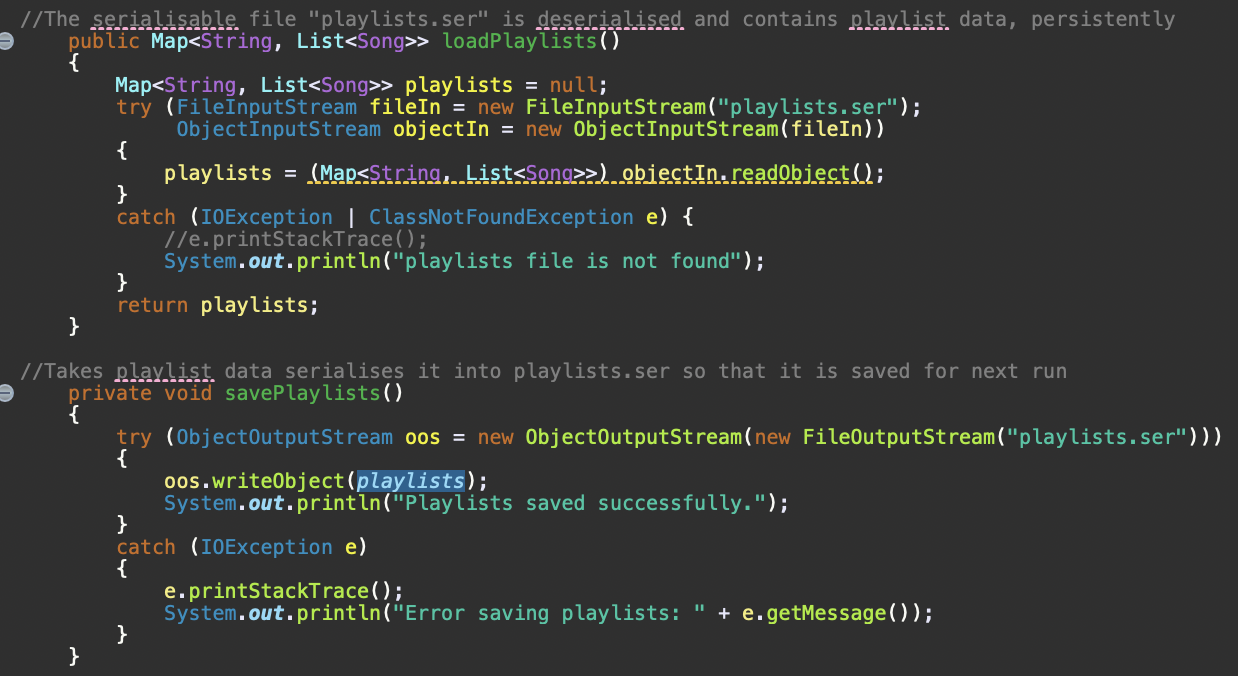 //The serialisable file "playlists.ser" is deserialised and contains playlist data, persistently
public Map<String, List<Song>> loadPlaylists()
{
Map<String, List<Song>> playlists = null;
try (FileInputStream fileIn = new FileInputStream("playlists.ser");
ObjectInputStream objectIn = new ObjectInputStream(fileIn))
{
playlists = (Map<String, List<Song>>) objectIn.readObject();
}
catch (IOException | ClassNotFoundException e) {
//e.printStackTrace();
System.out.println("playlists file is not found");
}
return playlists;
}
//Takes playlist data serialises it into playlists.ser so that it is saved for next run
private void savePlaylists()
{
try (ObjectOutputStream oos = new ObjectOutputStream(new FileOutputStream("playlists.ser")))
{
oos.writeObject(playlists);
System.out.println("Playlists saved successfully.");
}
catch (IOException e)
{
e.printStackTrace();
System.out.println("Error saving playlists: " + e.getMessage());
}
}